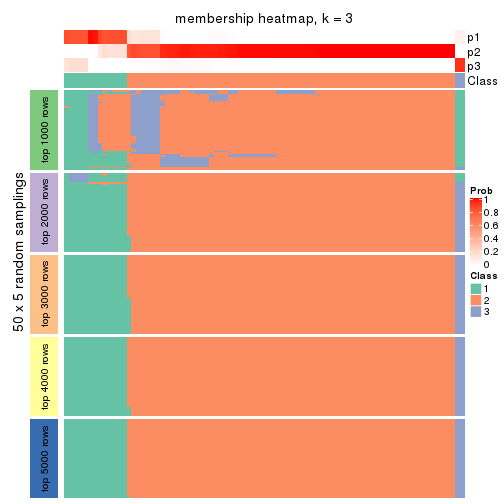 membership heatmap, k = 3
p1
p2
p3
Class
50 x 5 random samplings
top 1000 rows
top 2000 rows
top 3000 rows
top 4000 rows
top 5000 rows
Prob
1
0.8
0.6
0.4
0.2
0
Class
1
2
3